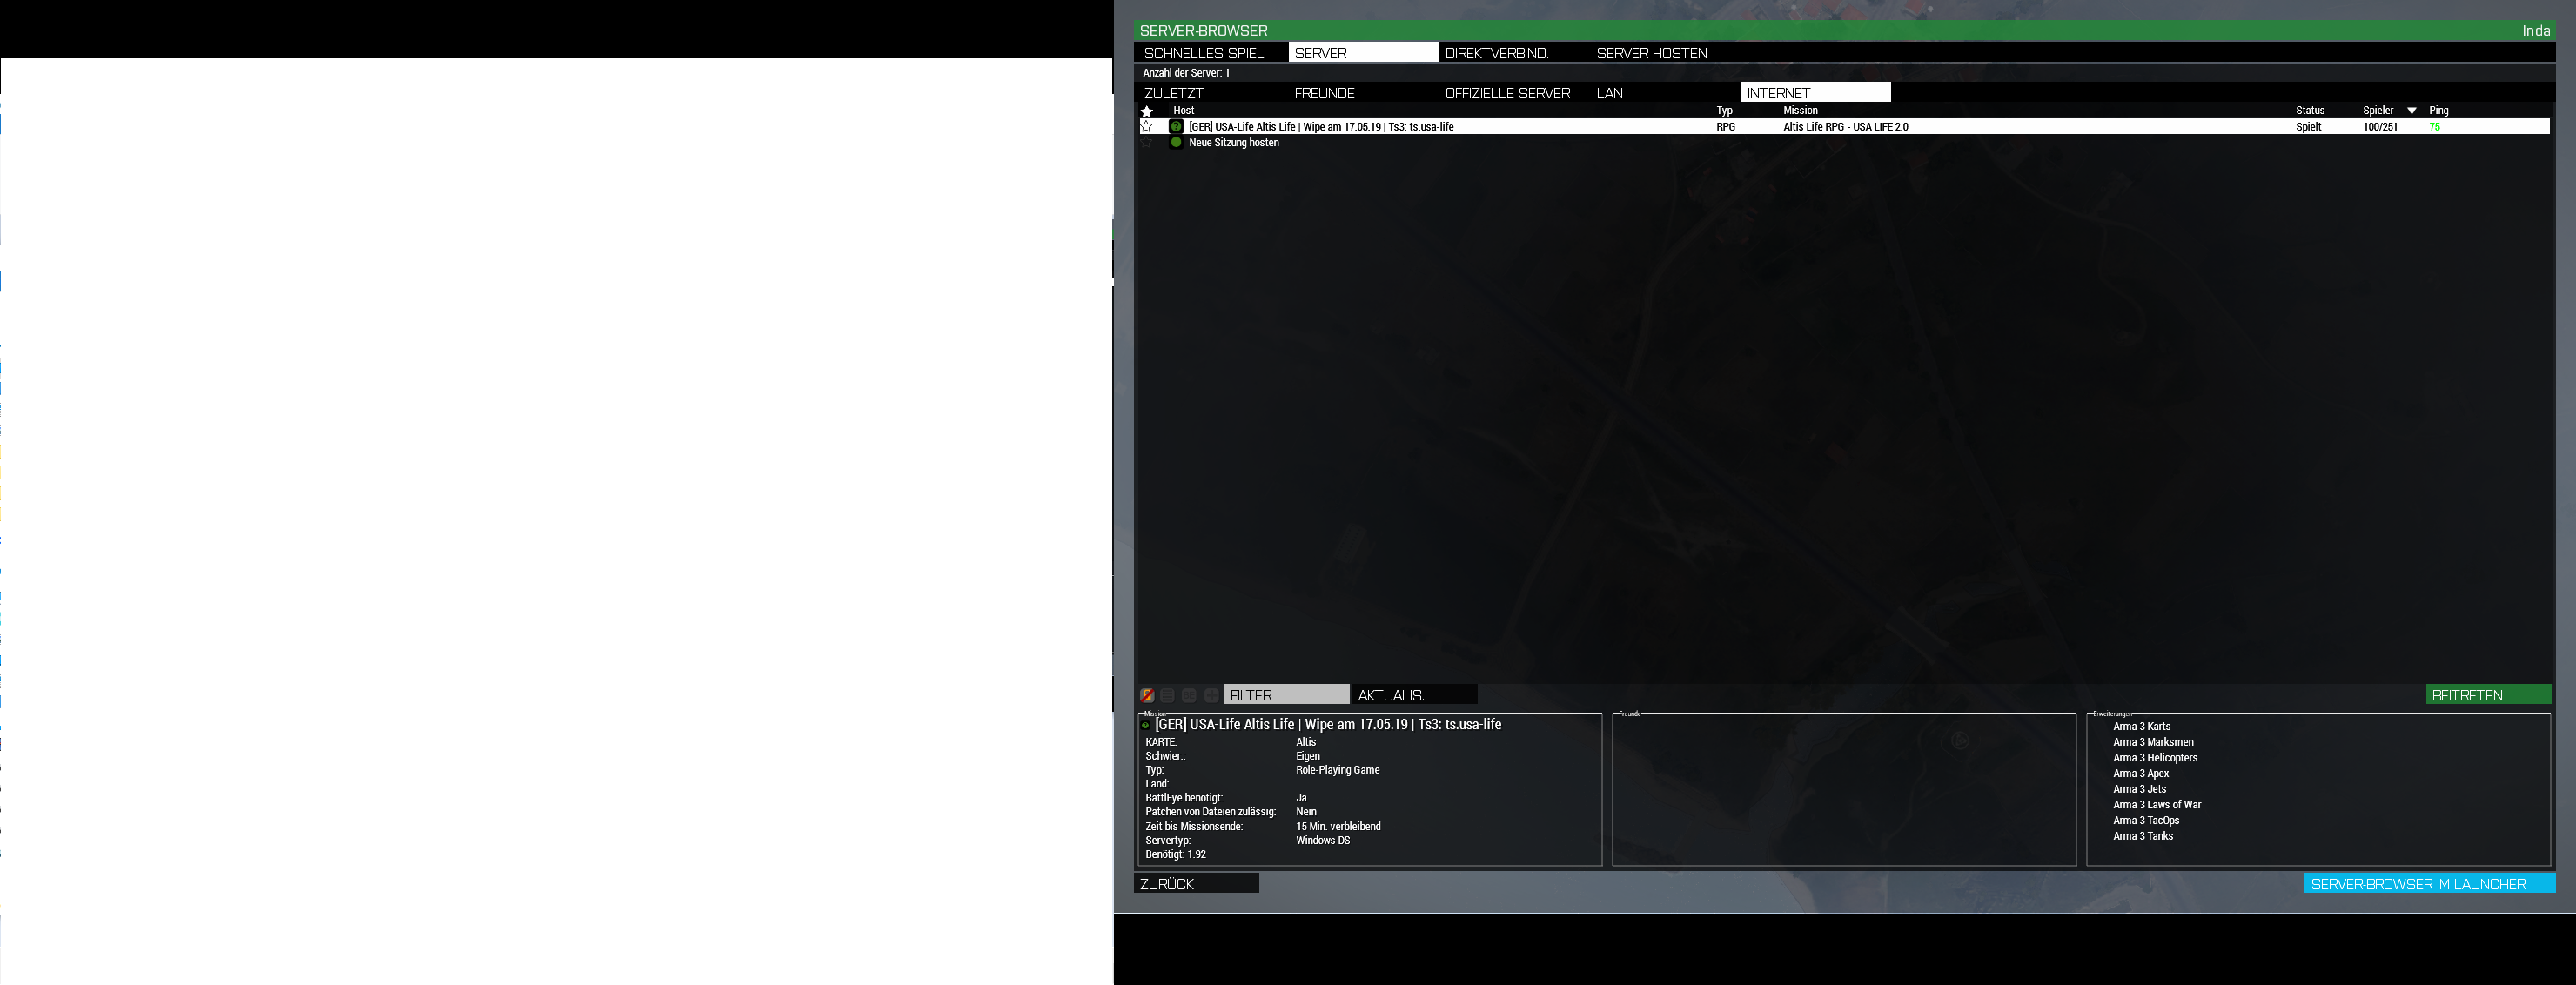 SERVER-BROWSER Inda
SCHNELLES SPIEL SERVER DIREKTVERBIND. SERVER HOSTEN
Anzahl der Server: 1
ZULETZT FREUNDE OFFIZIELLE SERVER LAN INTERNET
Host Typ Mission Status Spieler Ping
[GER] USA-Life Altis Life | Wipe am 17.05.19 | Ts3: ts.usa-life RPG Altis Life RPG - USA LIFE 2.0 Spielt 100/251 75
Neue Sitzung hosten
FILTER AKTUALIS. BEITRETEN
Mission
[GER] USA-Life Altis Life | Wipe am 17.05.19 | Ts3: ts.usa-life
KARTE: Altis
Schwier.: Eigen
Typ: Role-Playing Game
Land:
BattlEye benötigt: Ja
Patchen von Dateien zulässig: Nein
Zeit bis Missionsende: 15 Min. verbleibend
Servertyp: Windows DS
Benötigt: 1.92
Freunde
Erweiterungen
Arma 3 Karts
Arma 3 Marksmen
Arma 3 Helicopters
Arma 3 Apex
Arma 3 Jets
Arma 3 Laws of War
Arma 3 TacOps
Arma 3 Tanks
ZURÜCK SERVER-BROWSER IM LAUNCHER